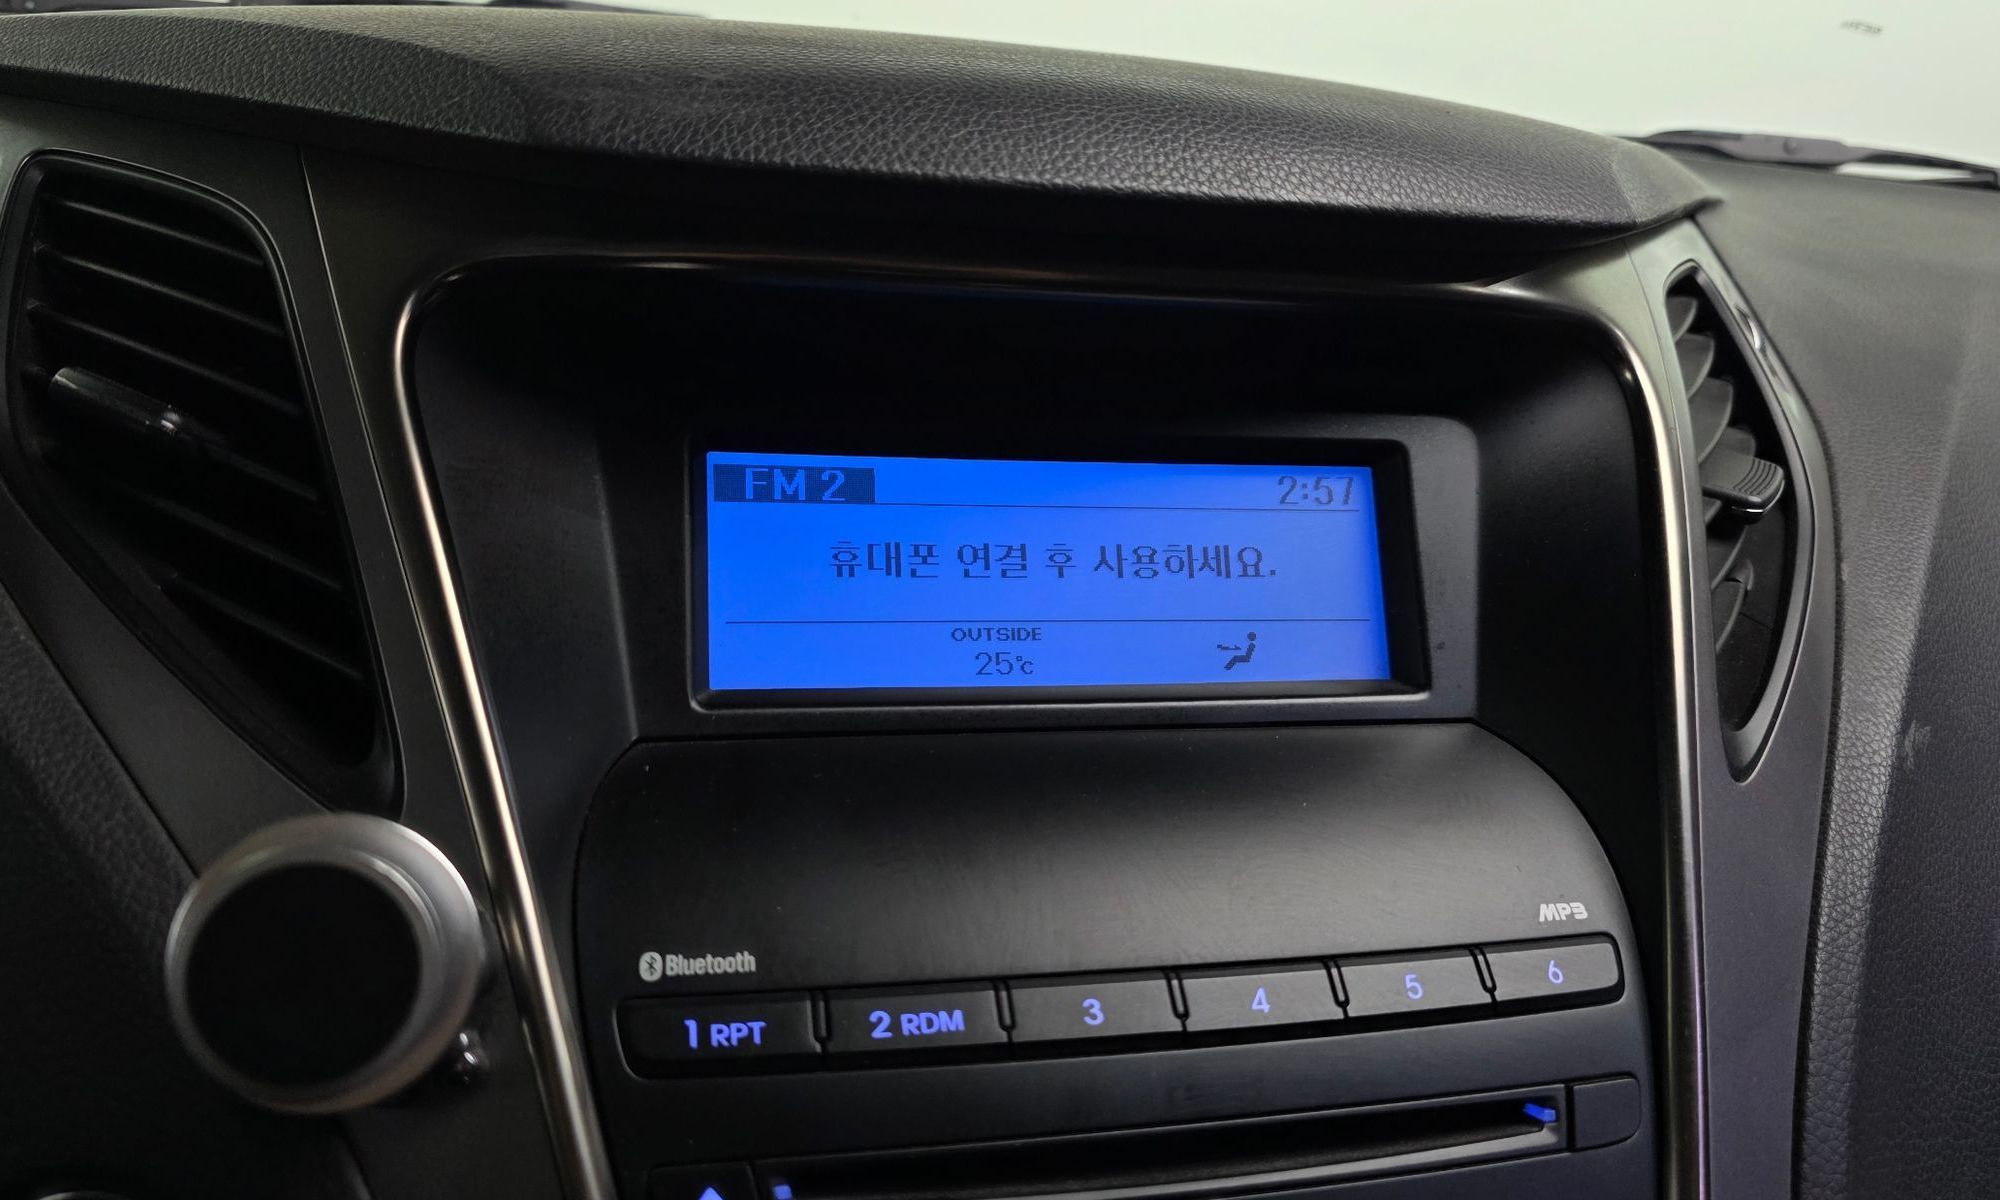 FM 2 2:57
휴대폰 연결 후 사용하세요.
OUTSIDE
25℃
MP3
Bluetooth
1 RPT 2 RDM 3 4 5 6